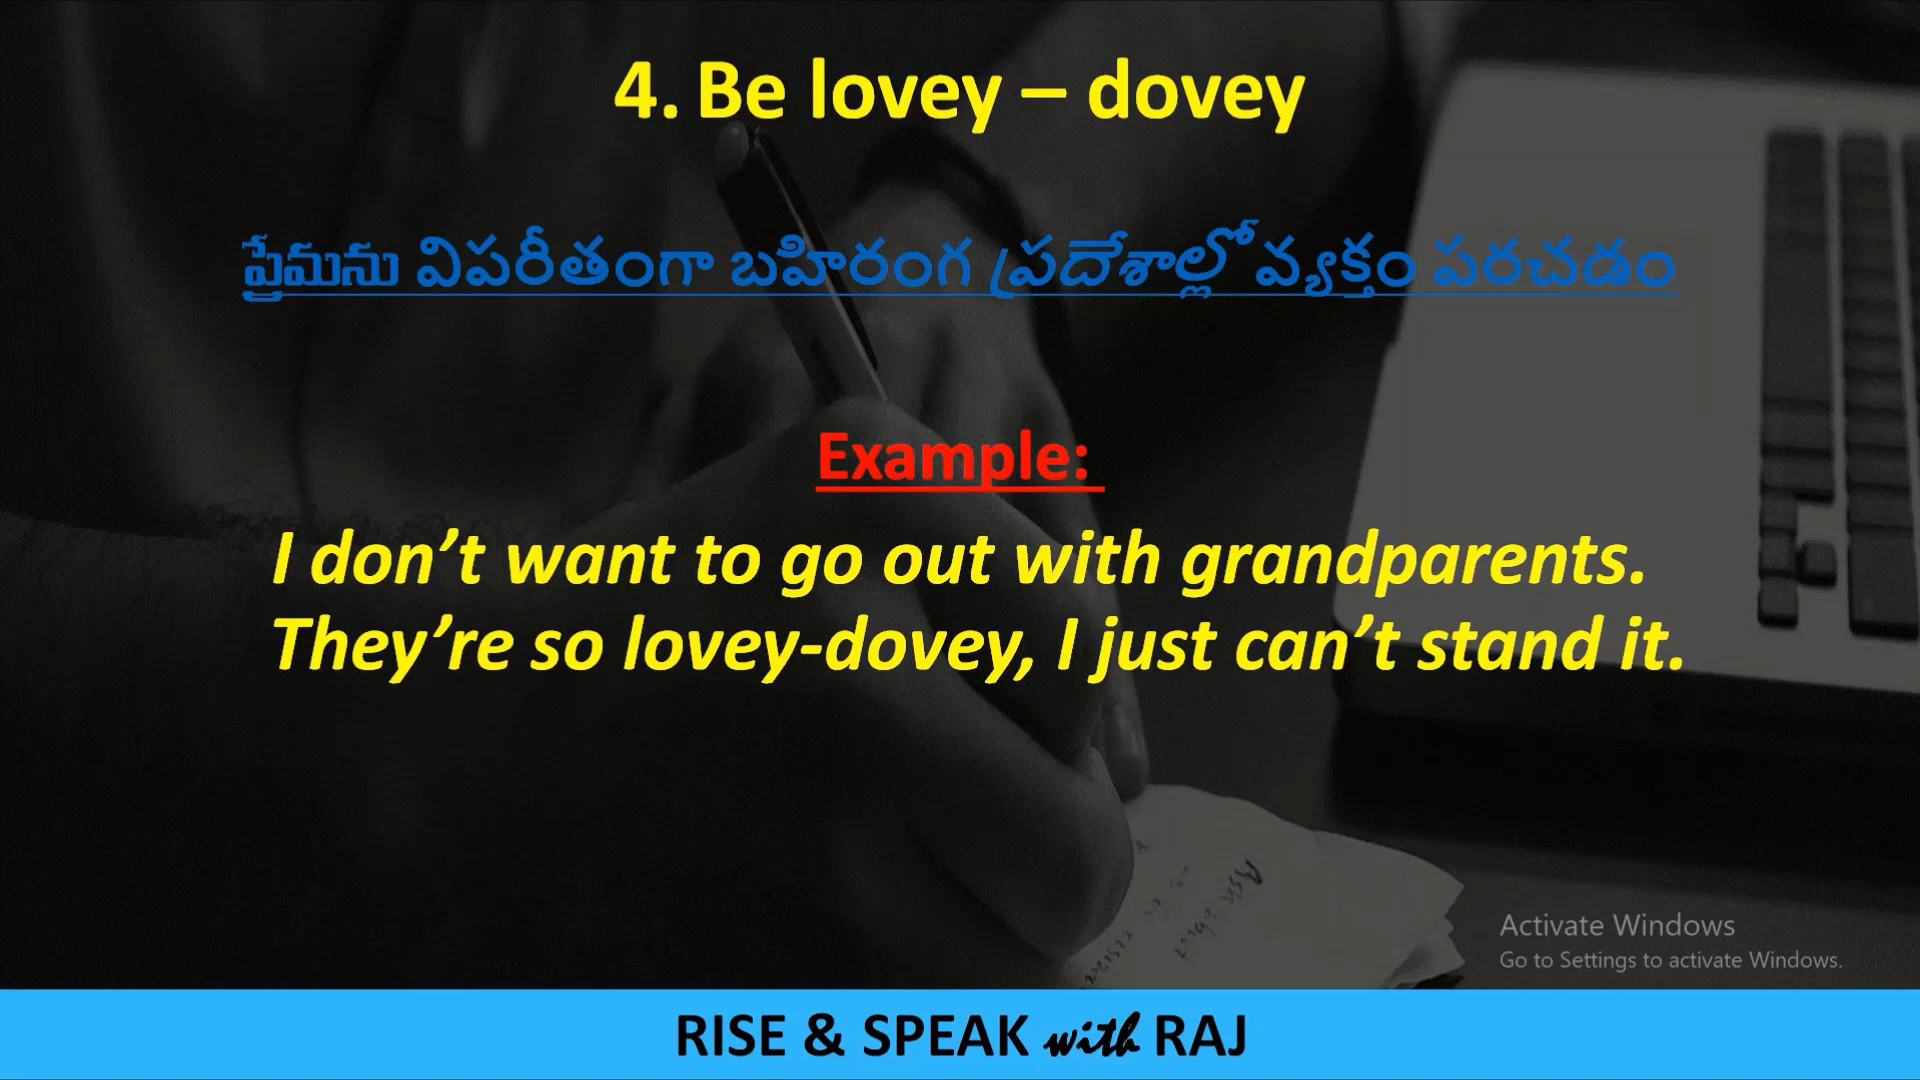 4. Be lovey – dovey
ప్రేమను విపరీతంగా బహిరంగ ప్రదేశాల్లో వ్యక్తం పరచడం
Example:
I don’t want to go out with grandparents.
They’re so lovey-dovey, I just can’t stand it.
Activate Windows
Go to Settings to activate Windows.
RISE & SPEAK with RAJ